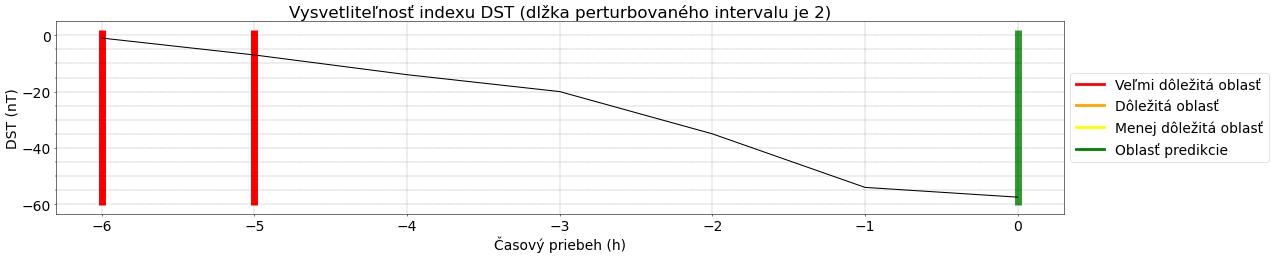 Vysvetliteľnosť indexu DST (dĺžka perturbovaného intervalu je 2)
DST (nT)
0
−20
−40
−60
−6
−5
−4
−3
−2
−1
0
Časový priebeh (h)
Veľmi dôležitá oblasť
Dôležitá oblasť
Menej dôležitá oblasť
Oblasť predikcie